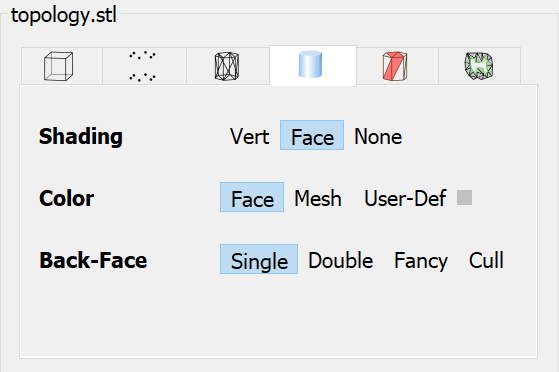 topology.stl
Shading Vert Face None
Color Face Mesh User-Def
Back-Face Single Double Fancy Cull